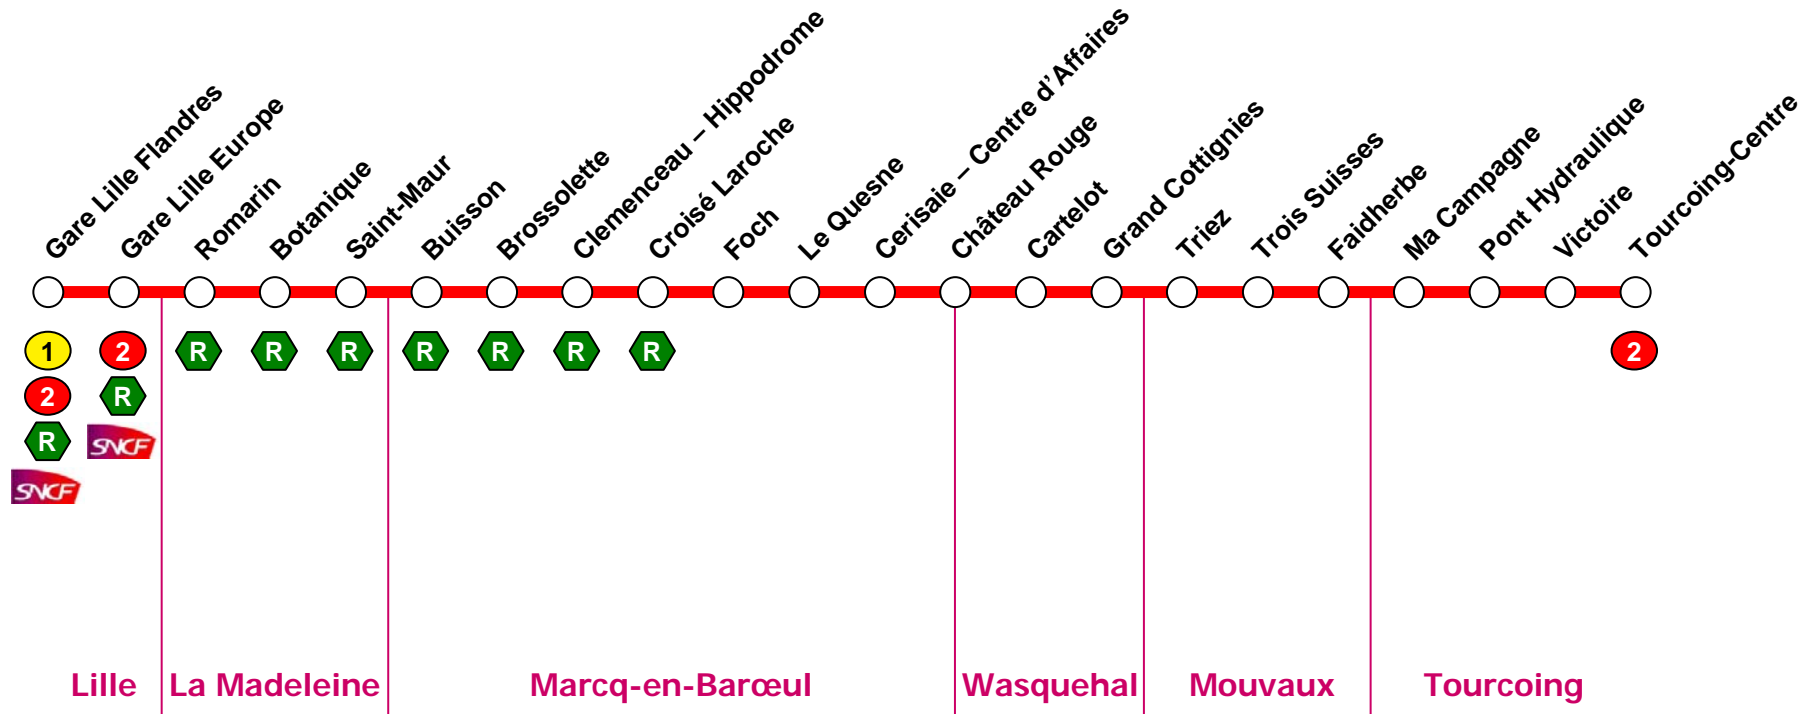 Gare Lille Flandres
Gare Lille Europe
Romarin
Botanique
Saint-Maur
Buisson
Brossolette
Clemenceau – Hippodrome
Croisé Laroche
Foch
Le Quesne
Cerisaie – Centre d'Affaires
Château Rouge
Cartelot
Grand Cottignies
Triez
Trois Suisses
Faidherbe
Ma Campagne
Pont Hydraulique
Victoire
Tourcoing-Centre
1 2 R R R R R R R 2
2 R
R SNCF
SNCF
Lille La Madeleine Marcq-en-Barœul Wasquehal Mouvaux Tourcoing